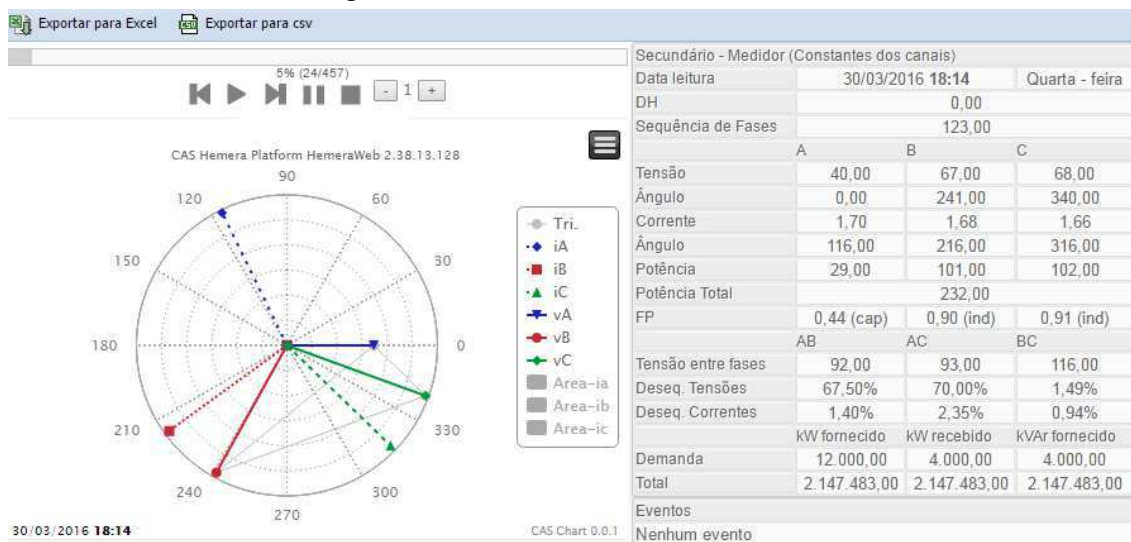 Exportar para Excel Exportar para csv
5% (24/457)
- 1 +
CAS Hemera Platform HemeraWeb 2.38.13.128
90
120 60
150 30
180 0
210 330
240 300
270
Tri.
iA
iB
iC
vA
vB
vC
Area-ia
Area-ib
Area-ic
30/03/2016 18:14 CAS Chart 0.0.1
Secundário - Medidor (Constantes dos canais)
Data leitura 30/03/2016 18:14 Quarta - feira
DH 0,00
Sequência de Fases 123,00
A B C
Tensão 40,00 67,00 68,00
Ângulo 0,00 241,00 340,00
Corrente 1,70 1,68 1,66
Ângulo 116,00 216,00 316,00
Potência 29,00 101,00 102,00
Potência Total 232,00
FP 0,44 (cap) 0,90 (ind) 0,91 (ind)
AB AC BC
Tensão entre fases 92,00 93,00 116,00
Deseq. Tensões 67,50% 70,00% 1,49%
Deseq. Correntes 1,40% 2,35% 0,94%
kW fornecido kW recebido kVAr fornecido
Demanda 12.000,00 4.000,00 4.000,00
Total 2.147.483,00 2.147.483,00 2.147.483,00
Eventos
Nenhum evento